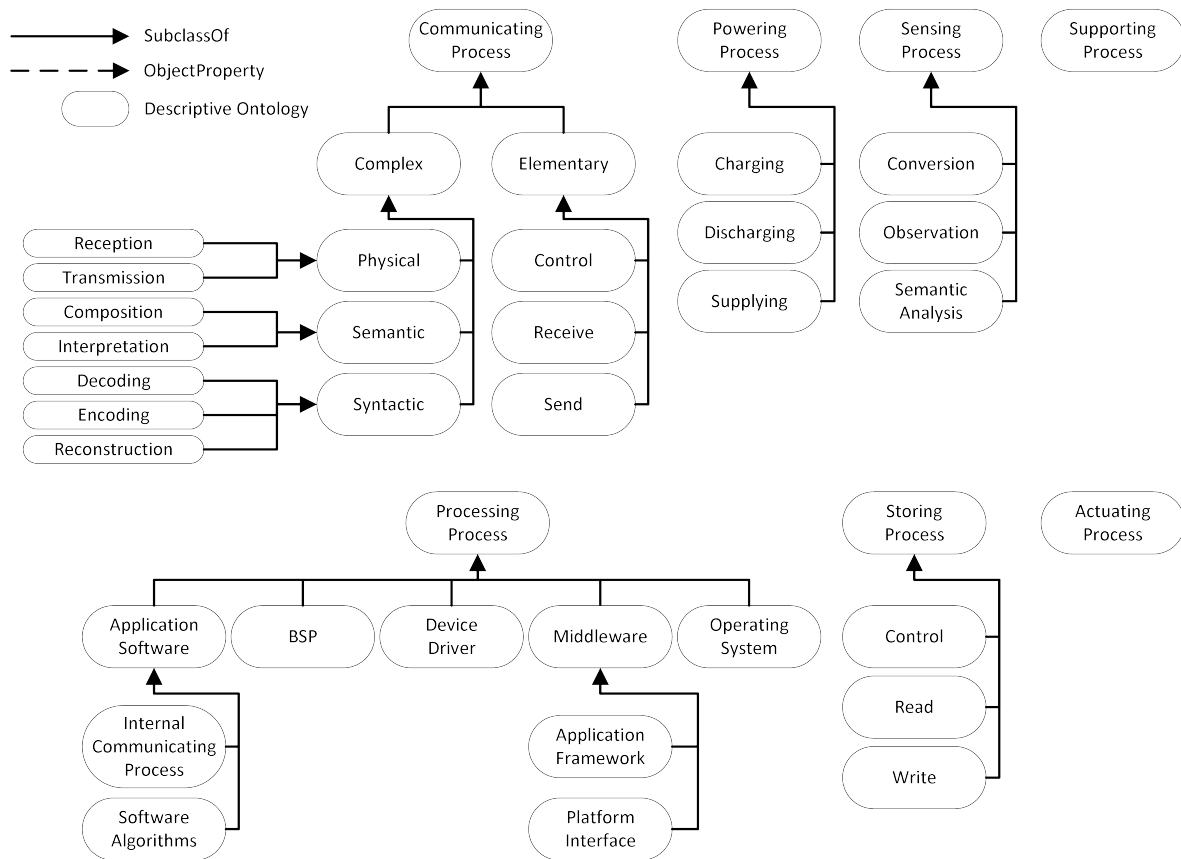 SubclassOf
ObjectProperty
Descriptive Ontology
Communicating
Process
Powering
Process
Sensing
Process
Supporting
Process
Complex
Elementary
Charging
Conversion
Reception
Transmission
Physical
Control
Discharging
Observation
Composition
Interpretation
Semantic
Receive
Supplying
Semantic
Analysis
Decoding
Encoding
Reconstruction
Syntactic
Send
Processing
Process
Storing
Process
Actuating
Process
Application
Software
BSP
Device
Driver
Middleware
Operating
System
Control
Internal
Communicating
Process
Application
Framework
Read
Software
Algorithms
Platform
Interface
Write